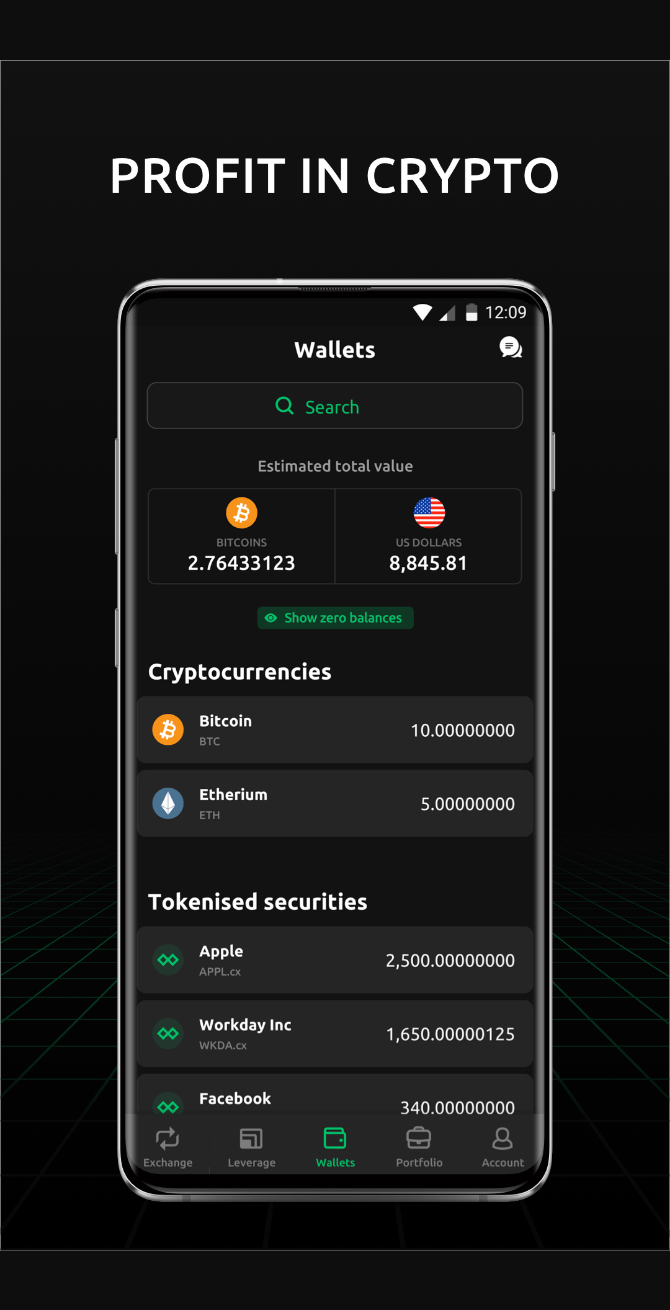 PROFIT IN CRYPTO
12:09
Wallets
Search
Estimated total value
BITCOINS
2.76433123
US DOLLARS
8,845.81
Show zero balances
Cryptocurrencies
Bitcoin
BTC
10.00000000
Etherium
ETH
5.00000000
Tokenised securities
Apple
APPL.cx
2,500.00000000
Workday Inc
WKDA.cx
1,650.00000125
Facebook
340.00000000
Exchange
Leverage
Wallets
Portfolio
Account